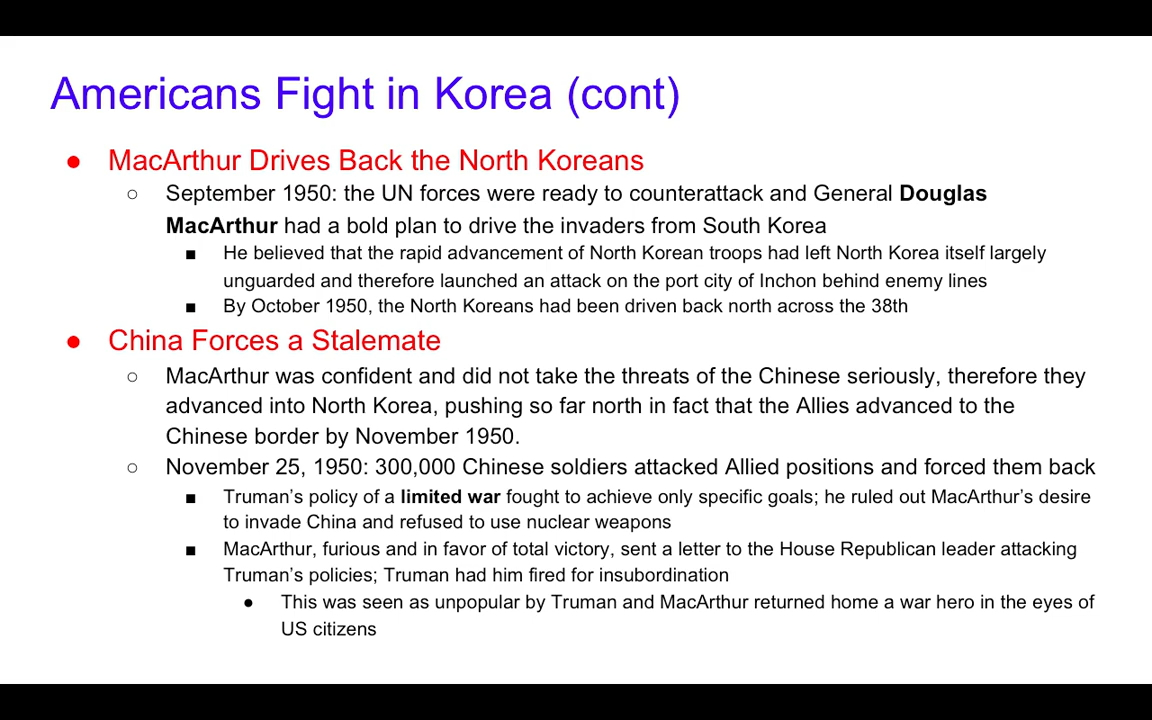 Americans Fight in Korea (cont)
● MacArthur Drives Back the North Koreans
○ September 1950: the UN forces were ready to counterattack and General Douglas
MacArthur had a bold plan to drive the invaders from South Korea
■ He believed that the rapid advancement of North Korean troops had left North Korea itself largely
unguarded and therefore launched an attack on the port city of Inchon behind enemy lines
■ By October 1950, the North Koreans had been driven back north across the 38th
● China Forces a Stalemate
○ MacArthur was confident and did not take the threats of the Chinese seriously, therefore they
advanced into North Korea, pushing so far north in fact that the Allies advanced to the
Chinese border by November 1950.
○ November 25, 1950: 300,000 Chinese soldiers attacked Allied positions and forced them back
■ Truman’s policy of a limited war fought to achieve only specific goals; he ruled out MacArthur’s desire
to invade China and refused to use nuclear weapons
■ MacArthur, furious and in favor of total victory, sent a letter to the House Republican leader attacking
Truman’s policies; Truman had him fired for insubordination
● This was seen as unpopular by Truman and MacArthur returned home a war hero in the eyes of
US citizens